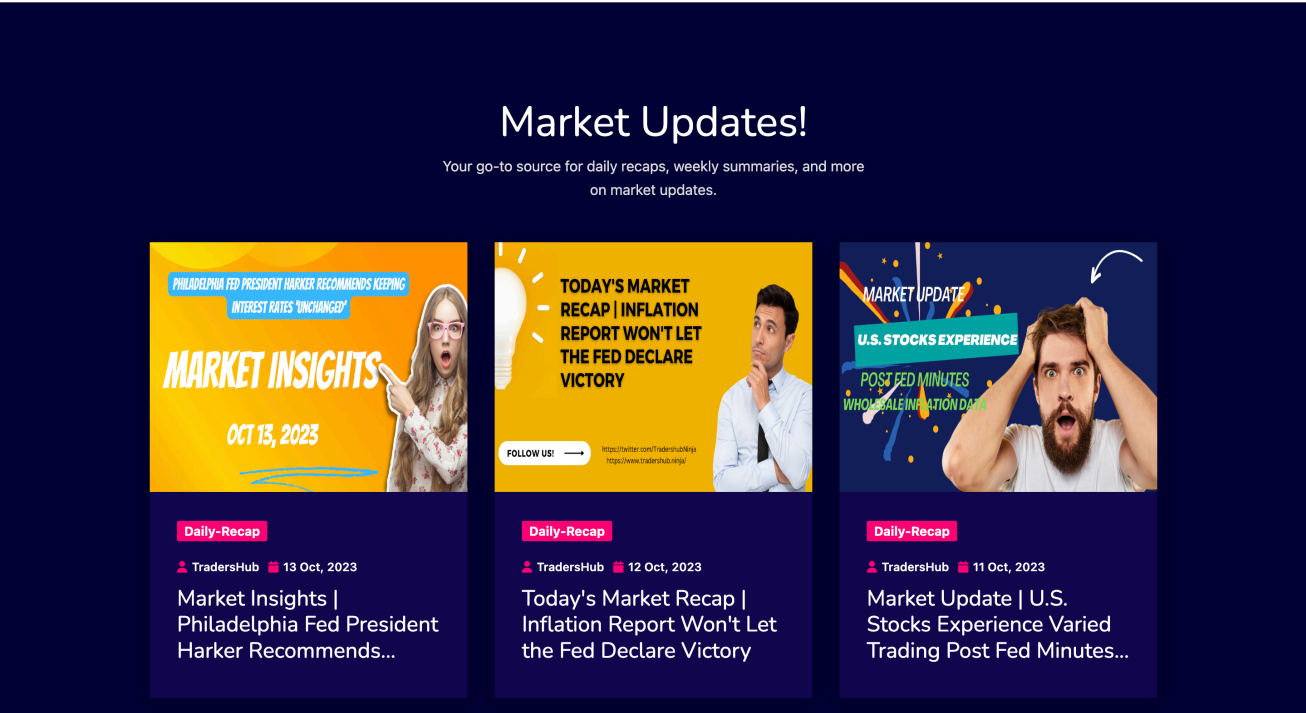 Market Updates!
Your go-to source for daily recaps, weekly summaries, and more
on market updates.
PHILADELPHIA FED PRESIDENT HARKER RECOMMENDS KEEPING
INTEREST RATES 'UNCHANGED'
MARKET INSIGHTS
OCT 13, 2023
Daily-Recap
TradersHub 13 Oct, 2023
Market Insights |
Philadelphia Fed President
Harker Recommends...
TODAY'S MARKET
RECAP | INFLATION
REPORT WON'T LET
THE FED DECLARE
VICTORY
FOLLOW US!
https://twitter.com/TradershubNinja
https://www.tradershub.ninja/
Daily-Recap
TradersHub 12 Oct, 2023
Today's Market Recap |
Inflation Report Won't Let
the Fed Declare Victory
MARKET UPDATE
U.S. STOCKS EXPERIENCE
POST FED MINUTES
WHOLESALE INFLATION DATA
Daily-Recap
TradersHub 11 Oct, 2023
Market Update | U.S.
Stocks Experience Varied
Trading Post Fed Minutes...